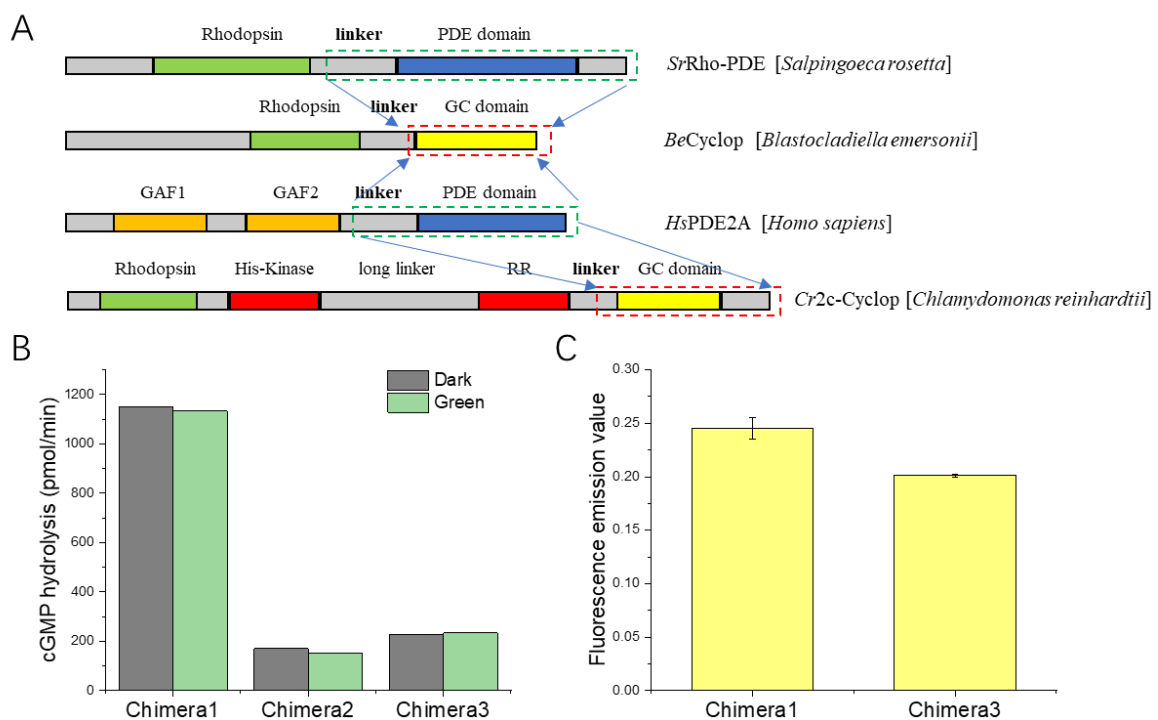 A
Rhodopsin linker PDE domain
SrRho-PDE [Salpingoeca rosetta]
Rhodopsin linker GC domain
BeCyclop [Blastocladiella emersonii]
GAF1 GAF2 linker PDE domain
HsPDE2A [Homo sapiens]
Rhodopsin His-Kinase long linker RR linker GC domain
Cr2c-Cyclop [Chlamydomonas reinhardtii]
B
cGMP hydrolysis (pmol/min)
1200
1000
800
600
400
200
0
Dark
Green
Chimera1 Chimera2 Chimera3
C
Fluorescence emission value
0.30
0.25
0.20
0.15
0.10
0.05
0.00
Chimera1 Chimera3